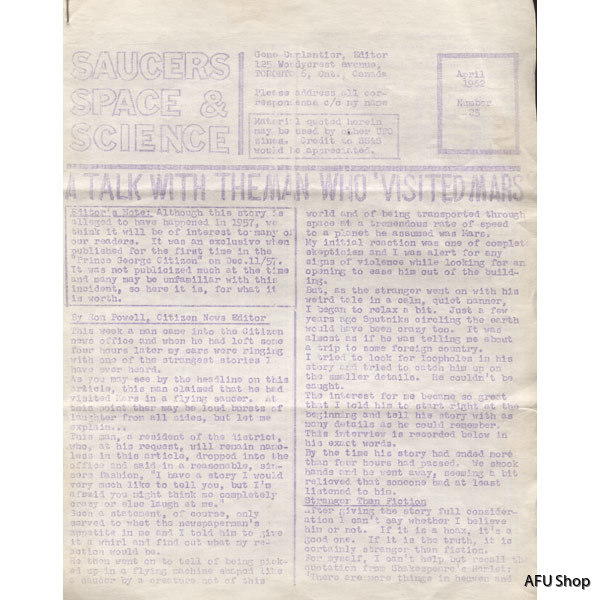 SAUCERS
SPACE &
SCIENCE
Gene Duplantier, Editor
125 Woodycrest avenue,
TORONTO 6, Ont., Canada
Please address all cor-
respondence c/o my name
Material quoted herein
may be used by other UFO
zines. Credit to SS&S
would be appreciated.
April
1962
Number
25
A TALK WITH THE MAN WHO VISITED MARS
Editor's Note: Although this story is
alleged to have happened in 1957, we
think it will be of interest to many of
our readers. It was an exclusive when
published for the first time in the
"Prince George Citizen" on Dec.11/57.
It was not publicized much at the time
and many may be unfamiliar with this
incident, so here it is, for what it
is worth.
By Ron Powell, Citizen News Editor
This week a man came into the Citizen
news office and when he had left some
four hours later my ears were ringing
with one of the strangest stories I
have ever heard.
As you may see by the headline on this
article, this man claimed that he had
visited Mars in a flying saucer. At
this point ther may be loud bursts of
laughter from all sides, but let me
explain...
This man, a resident of the district,
who, at his request, will remain name-
less in this article, dropped into the
office and said in a reasonable, sin-
sere fashion, "I have a story I would
very much like to tell you, but I'm
afraid you might think me completely
crazy or else laugh at me."
Such a statement, of course, only
served to whet the newspaperman's
appetite in me and I told him to give
it a whirl and find out what my re-
action would be.
He then went on to tell of being pick-
ed up in a flying machine shaped like
a saucer by a creature not of this
world and of being transported through
space at a tremendous rate of speed
to a planet he assumed was Mars.
My initial reaction was one of complet
skepticism and I was alert for any
signs of violence while looking for an
opening to ease him out of the build-
ing.
But, as the stranger went on with his
weird tale in a calm, quiet manner,
I began to relax a bit. Just a few
years ago Sputniks circling the earth
would have been crazy too. It was
almost as if he was telling me about
a trip to some foreign country.
I tried to look for loopholes in his
story and tried to catch him up on
the smaller details. He couldn't be
caught.
The interest for me became so great
that I told him to start right at the
beginning and tell his story with as
many details as he could remember.
This interview is recorded below in
his exact words.
By the time his story had ended more
than four hours had passed. We shook
hands and he went away, seeming a bit
relieved that someone had at least
listened to him.
Stranger Than Fiction
After giving the story full consider-
ation I can't say whether I believe
him or not. If it is a hoax, it's a
good one. If it is the truth, it is
certainly stranger than fiction.
For myself, I can't help but recall the
quotation from Shakespeare's Hamlet:
"There are more things in heaven and
AFU Shop